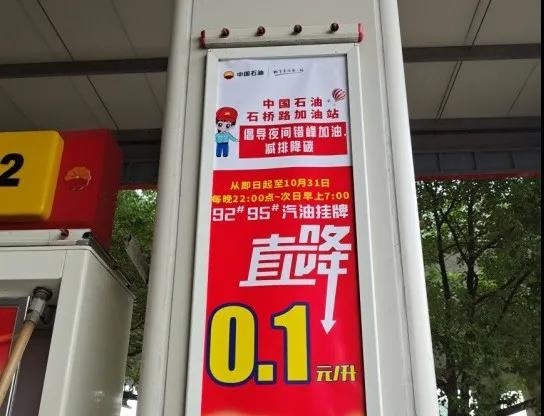 中国石油
中国石油
石桥路加油站
倡导夜间错峰加油,
减排降碳
从即日起至10月31日
每晚22:00点~次日早上7:00
92# 95# 汽油挂牌
直降
0.1 元/升
2